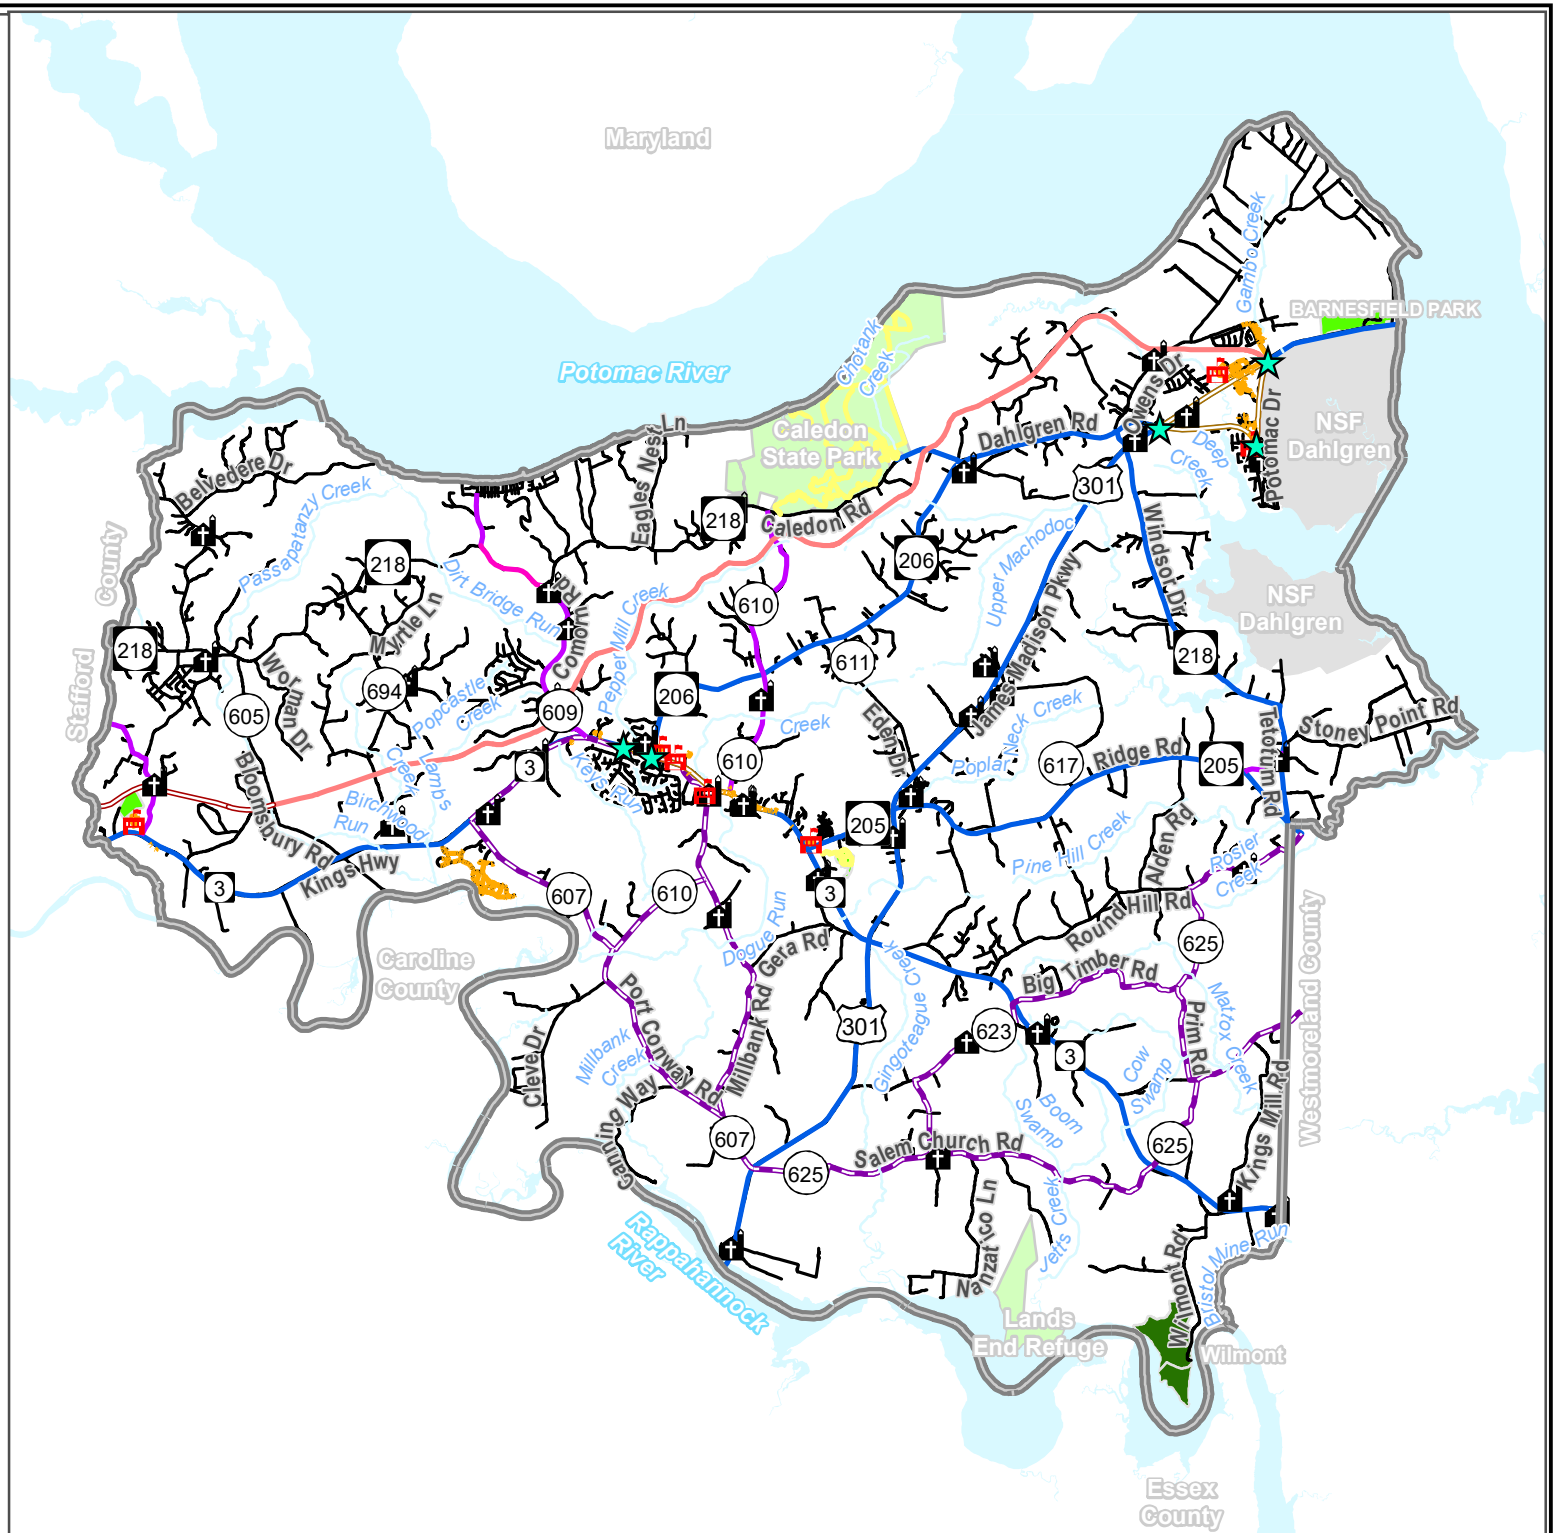 Maryland
Gambo Creek
BARNESFIELD PARK
Chotank
Creek
Potomac River
Owens Dr
NSF
Dahlgren
Caledon
State Park
Dahlgren Rd
Deep
Creek
Potomac Dr
Eagles Nest Ln
Belvedere Dr
Passapatanzy Creek
301
218
Caledon Rd
County
Stafford
218
Dirt Bridge Run
206
Upper Machodoc
Windsor Dr
James Madison Pkwy
NSF
Dahlgren
Myrtle Ln
Comorn Rd
Pepper Mill Creek
610
218
Worman Dr
611
218
694
Popcastle
Creek
206
605
609
Creek
Eden Dr
Poplar Neck Creek
Tetotum Rd
Stoney Point Rd
3
610
617
Ridge Rd
205
Bloomsbury Rd
Lambs
Creek
Keys Run
Birchwood
Run
205
Pine Hill Creek
Alden Rd
Rosier
Creek
Kings Hwy
3
607
610
3
Round Hill Rd
Dogue Run
Gera Rd
625
Caroline
County
Westmoreland County
Big Timber Rd
Port Conway Rd
Millbank Rd
Gingoteague Creek
Prim Rd
Mattox Creek
Cleve Dr
Millbank
Creek
301
623
3
Cow
Swamp
Ganning Way
Boom
Swamp
Kings Mill Rd
607
625
Salem Church Rd
625
Rappahannock
River
Nanzatico Ln
Jetts Creek
Wilmont Rd
Bristol Mine Run
Lands
End Refuge
Wilmont
Essex
County